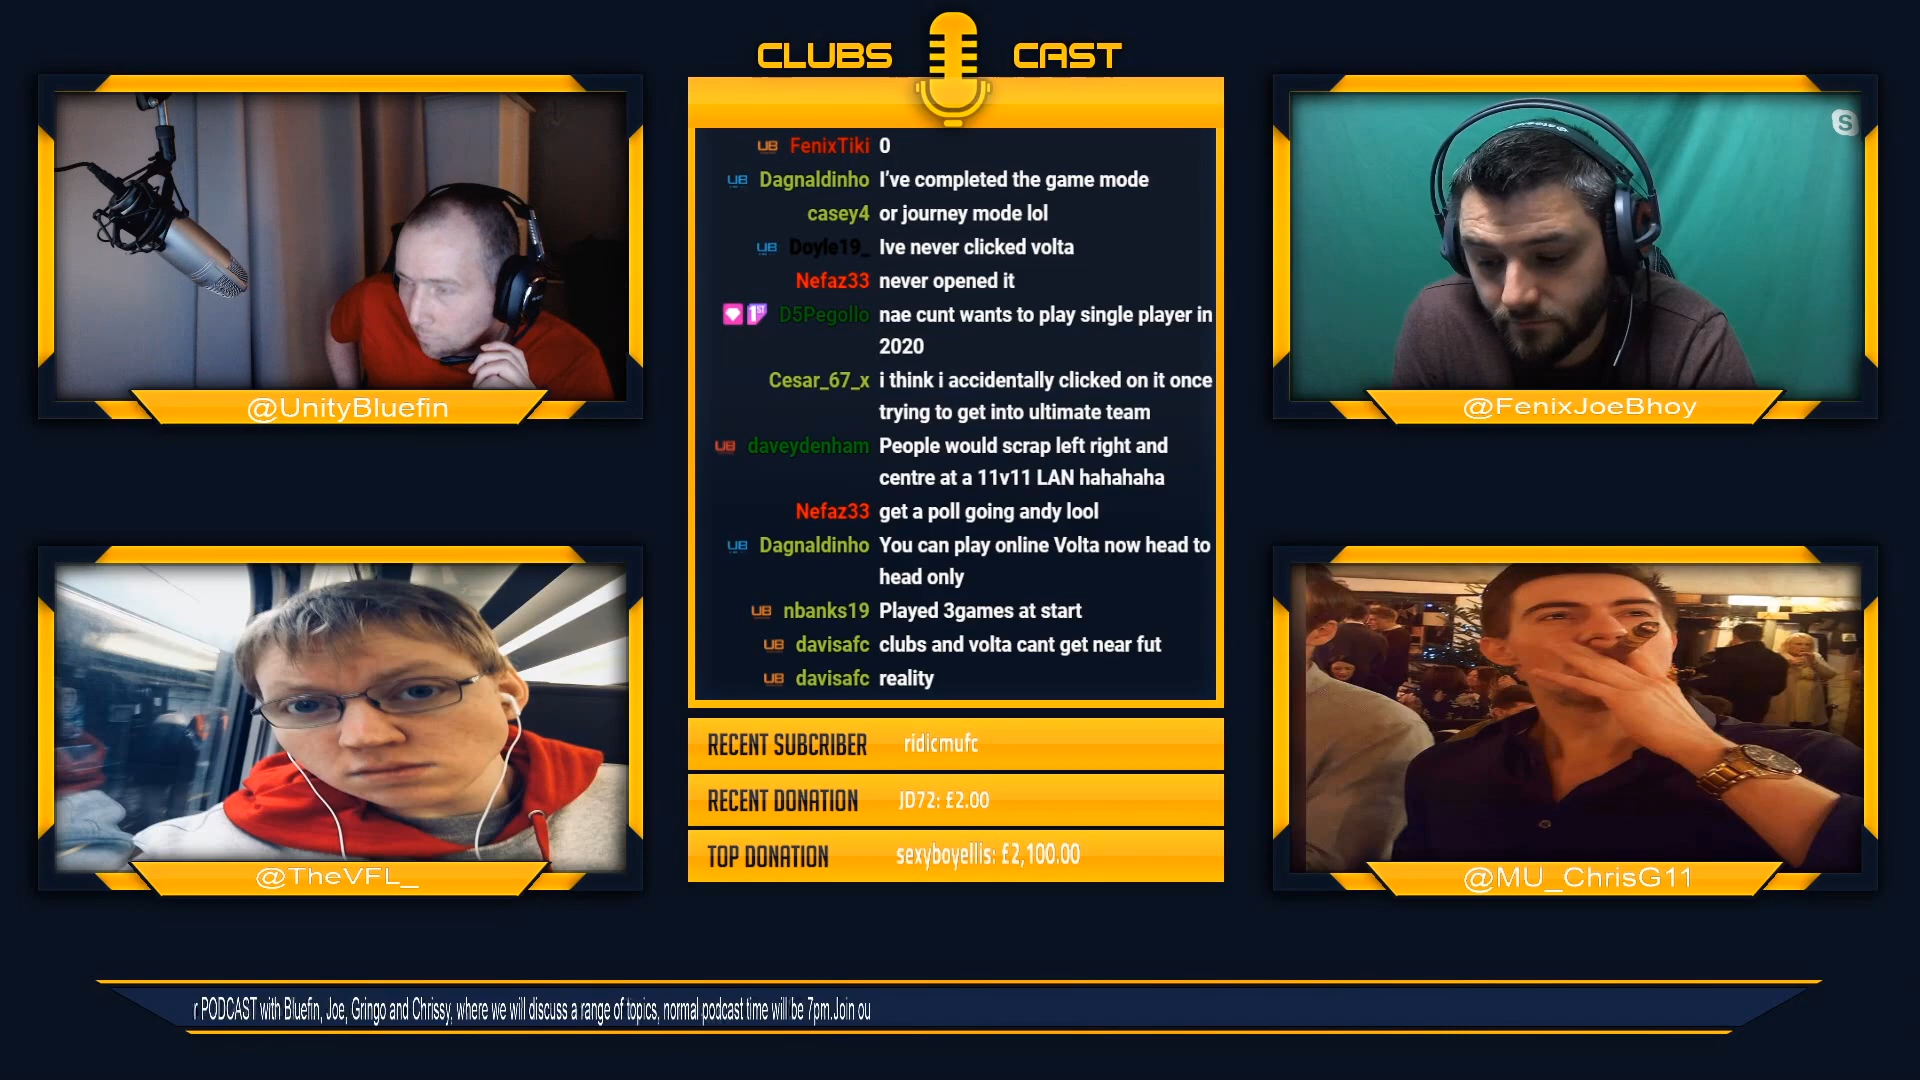 CLUBS CAST
FenixTiki 0
Dagnaldinho I've completed the game mode
casey4 or journey mode lol
Doyle19_ Ive never clicked volta
Nefaz33 never opened it
D5Pegollo nae cunt wants to play single player in
2020
Cesar_67_x i think i accidentally clicked on it once
trying to get into ultimate team
daveydenham People would scrap left right and
centre at a 11v11 LAN hahahaha
Nefaz33 get a poll going andy lool
Dagnaldinho You can play online Volta now head to
head only
nbanks19 Played 3games at start
davisafc clubs and volta cant get near fut
davisafc reality
@UnityBluefin
@FenixJoeBhoy
RECENT SUBCRIBER ridicmufc
RECENT DONATION JD72: £2.00
TOP DONATION sexyboyellis: £2,100.00
@TheVFL_
@MU_ChrisG11
r PODCAST with Bluefin, Joe, Gringo and Chrissy, where we will discuss a range of topics, normal podcast time will be 7pm.Join ou